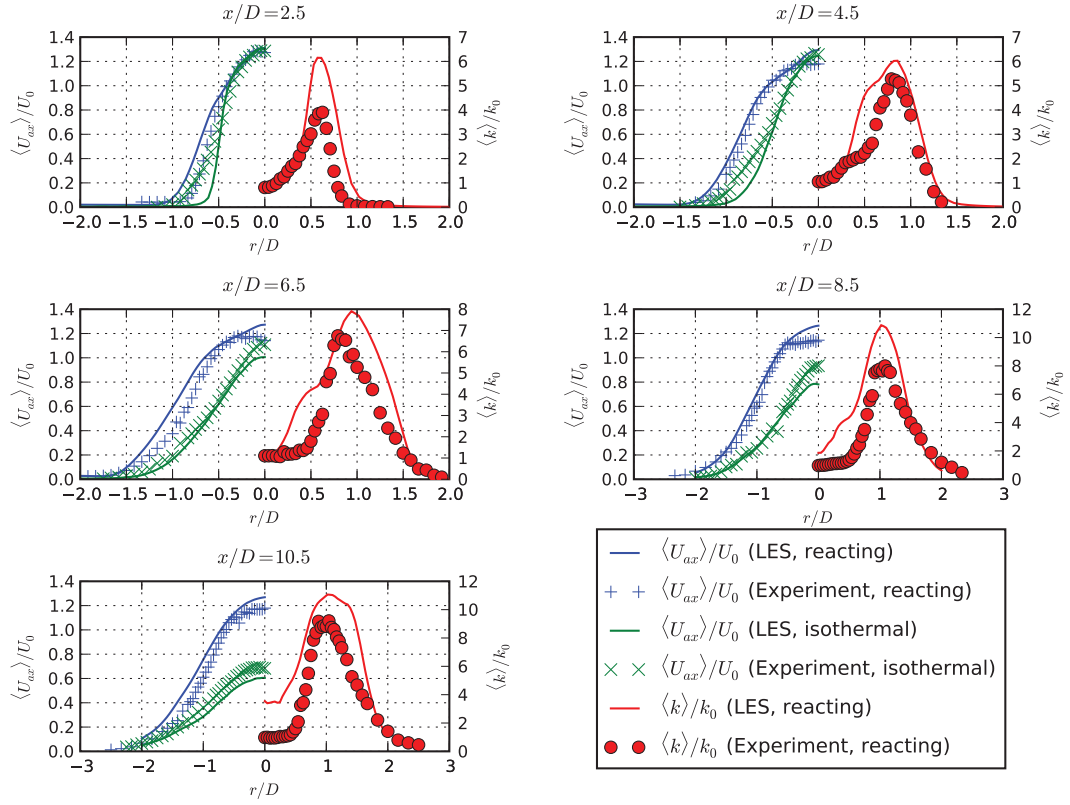 x/D=2.5
⟨U_ax⟩/U_0
1.4 1.2 1.0 0.8 0.6 0.4 0.2 0.0
7 6 5 4 3 2 1 0
⟨k⟩/k_0
−2.0 −1.5 −1.0 −0.5 0.0 0.5 1.0 1.5 2.0
r/D
x/D=4.5
⟨U_ax⟩/U_0
1.4 1.2 1.0 0.8 0.6 0.4 0.2 0.0
7 6 5 4 3 2 1 0
⟨k⟩/k_0
−2.0 −1.5 −1.0 −0.5 0.0 0.5 1.0 1.5 2.0
r/D
x/D=6.5
⟨U_ax⟩/U_0
1.4 1.2 1.0 0.8 0.6 0.4 0.2 0.0
8 7 6 5 4 3 2 1 0
⟨k⟩/k_0
−2.0 −1.5 −1.0 −0.5 0.0 0.5 1.0 1.5 2.0
r/D
x/D=8.5
⟨U_ax⟩/U_0
1.4 1.2 1.0 0.8 0.6 0.4 0.2 0.0
12 10 8 6 4 2 0
⟨k⟩/k_0
−3 −2 −1 0 1 2 3
r/D
x/D=10.5
⟨U_ax⟩/U_0
1.4 1.2 1.0 0.8 0.6 0.4 0.2 0.0
12 10 8 6 4 2 0
⟨k⟩/k_0
−3 −2 −1 0 1 2 3
r/D
⟨U_ax⟩/U_0 (LES, reacting)
⟨U_ax⟩/U_0 (Experiment, reacting)
⟨U_ax⟩/U_0 (LES, isothermal)
⟨U_ax⟩/U_0 (Experiment, isothermal)
⟨k⟩/k_0 (LES, reacting)
⟨k⟩/k_0 (Experiment, reacting)